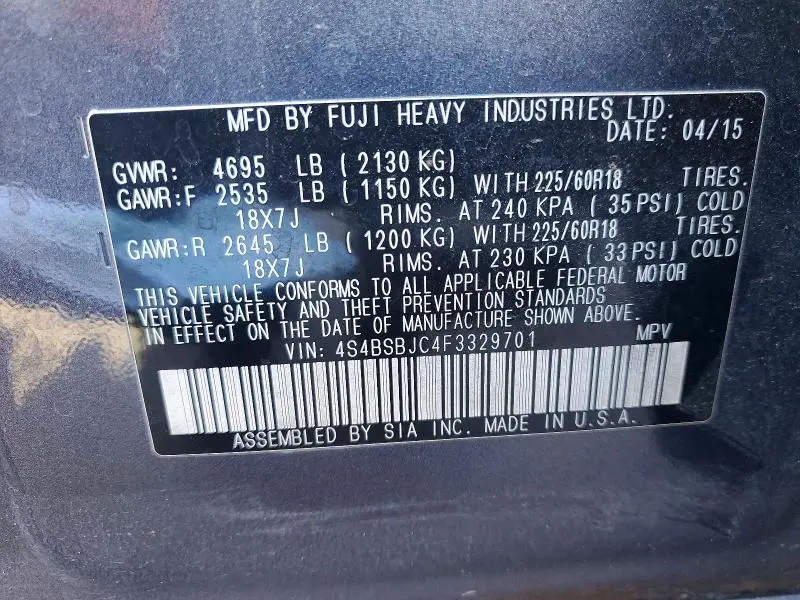 MFD BY FUJI HEAVY INDUSTRIES LTD.
DATE: 04/15
GVWR: 4695 LB (2130 KG)
GAWR:F 2535 LB (1150 KG) WITH 225/60R18 TIRES.
18X7J RIMS. AT 240 KPA (35 PSI) COLD
GAWR:R 2645 LB (1200 KG) WITH 225/60R18 TIRES.
18X7J RIMS. AT 230 KPA (33 PSI) COLD
THIS VEHICLE CONFORMS TO ALL APPLICABLE FEDERAL MOTOR
VEHICLE SAFETY AND THEFT PREVENTION STANDARDS
IN EFFECT ON THE DATE OF MANUFACTURE SHOWN ABOVE.
VIN: 4S4BSBJC4F3329701 MPV
ASSEMBLED BY SIA INC. MADE IN U.S.A.